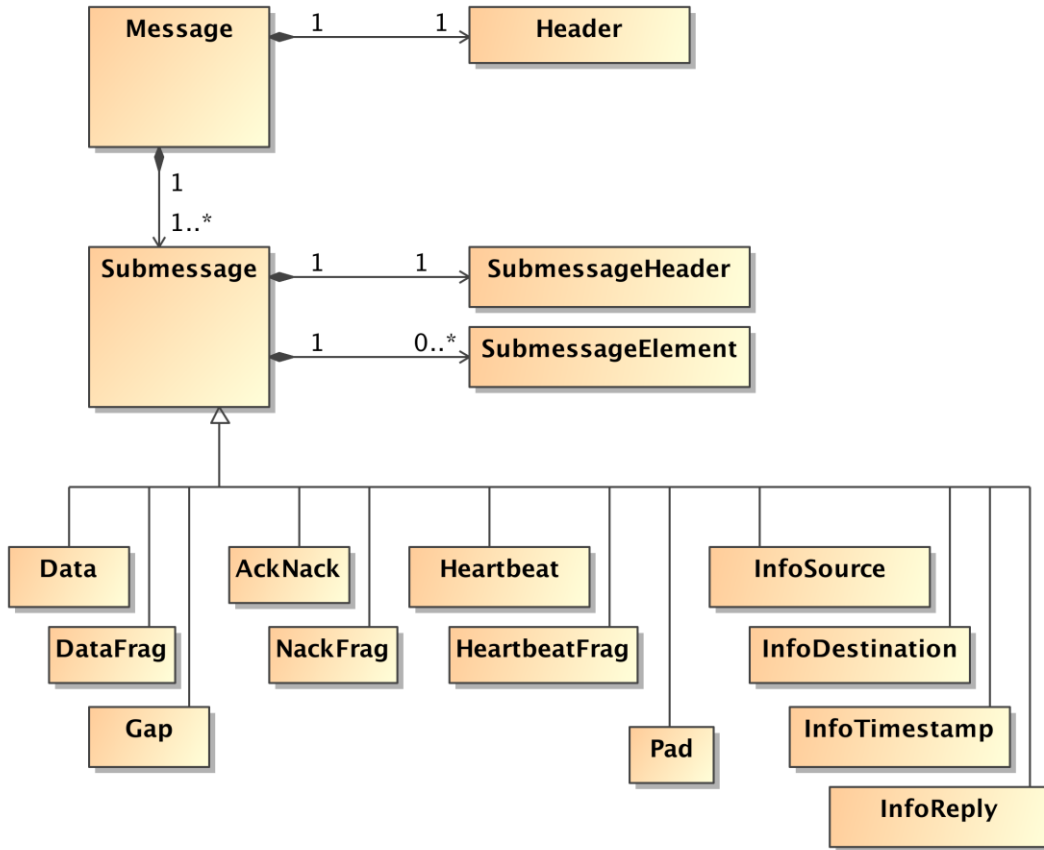 Message
1
1
Header
1
1..*
Submessage
1
1
SubmessageHeader
1
0..*
SubmessageElement
Data
AckNack
Heartbeat
InfoSource
DataFrag
NackFrag
HeartbeatFrag
InfoDestination
Gap
Pad
InfoTimestamp
InfoReply